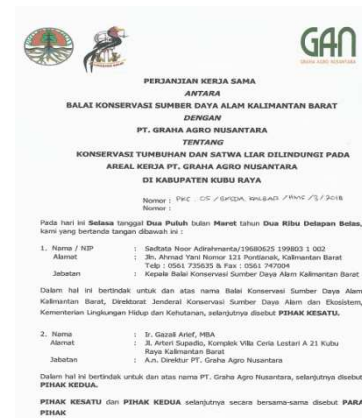 GAN
GRAHA AGRO NUSANTARA
PERJANJIAN KERJA SAMA
ANTARA
BALAI KONSERVASI SUMBER DAYA ALAM KALIMANTAN BARAT
DENGAN
PT. GRAHA AGRO NUSANTARA
TENTANG
KONSERVASI TUMBUHAN DAN SATWA LIAR DILINDUNGI PADA
AREAL KERJA PT. GRAHA AGRO NUSANTARA
DI KABUPATEN KUBU RAYA
Nomor : PKC. 05 / BKSDA KALBAR / /3/2018
Nomor :
Pada hari ini Selasa tanggal Dua Puluh bulan Maret tahun Dua Ribu Delapan Belas,
kami yang bertanda tangan dibawah ini :
1. Nama / NIP : Sadtata Noor Adirahmanta/19680625 199803 1 002
Alamat : Jln. Ahmad Yani Nomor 121 Pontianak, Kalimantan Barat
Telp : 0561 735635 & Fax : 0561 747004
Jabatan : Kepala Balai Konservasi Sumber Daya Alam Kalimantan Barat
Dalam hal ini bertindak untuk dan atas nama Balai Konservasi Sumber Daya Alam
Kalimantan Barat, Direktorat Jenderal Konservasi Sumber Daya Alam dan Ekosistem,
Kementerian Lingkungan Hidup dan Kehutanan, selanjutnya disebut PIHAK KESATU.
2. Nama : Ir. Gazali Arief, MBA
Alamat : Jl. Arteri Supadio, Komplek Villa Ceria Lestari A 21 Kubu
Raya Kalimantan Barat
Jabatan : A.n. Direktur PT. Graha Agro Nusantara
Dalam hal ini bertindak untuk dan atas nama PT. Graha Agro Nusantara, selanjutnya disebut
PIHAK KEDUA.
PIHAK KESATU dan PIHAK KEDUA selanjutnya secara bersama-sama disebut PARA
PIHAK